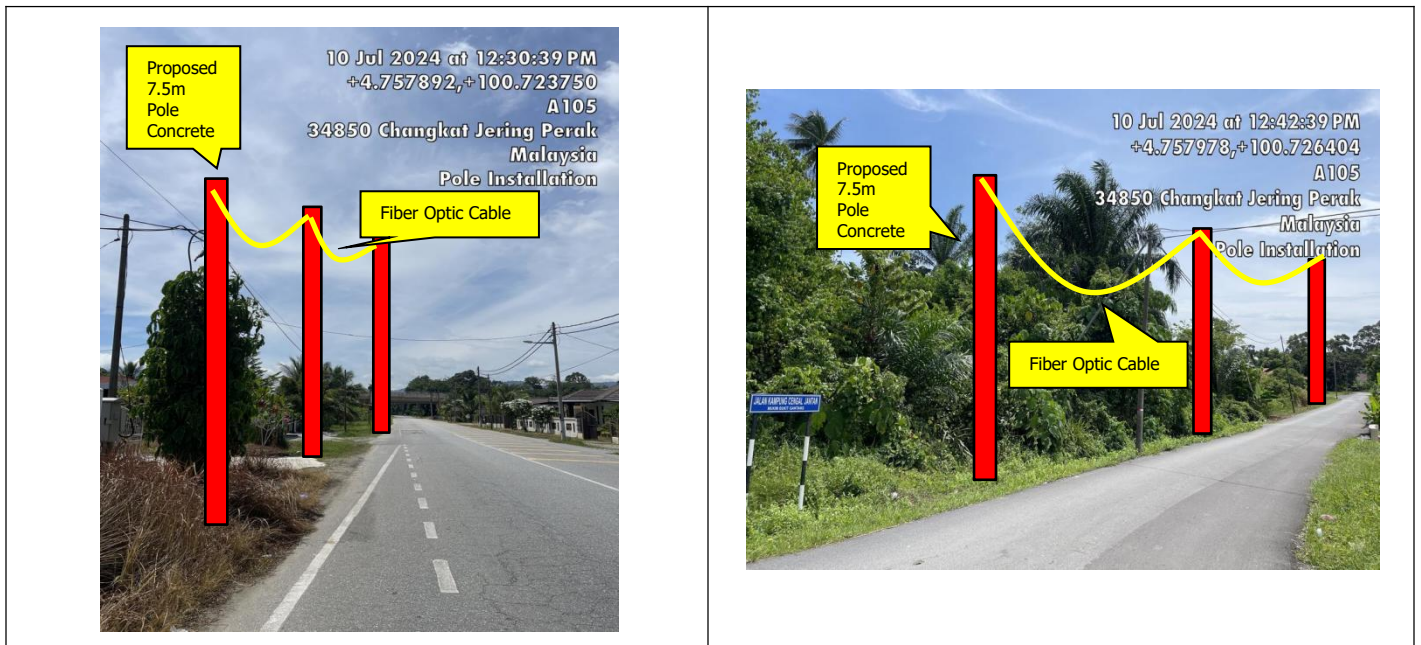 Proposed
7.5m
Pole
Concrete
10 Jul 2024 at 12:30:39 PM
+4.757892,+100.723750
A105
34850 Changkat Jering Perak
Malaysia
Pole Installation
Fiber Optic Cable
Proposed
7.5m
Pole
Concrete
10 Jul 2024 at 12:42:39 PM
+4.757978,+100.726404
A105
34850 Changkat Jering Perak
Malaysia
Pole Installation
Fiber Optic Cable
JALAN KAMPUNG CENGAL JANTAN
MUKIM BUKIT GANTANG